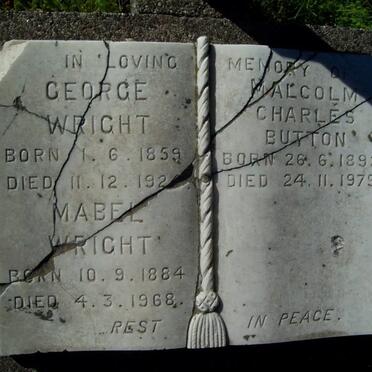 IN LOVING MEMORY
GEORGE
WRIGHT
BORN 1.6.1859
DIED 11.12.192
MABEL
WRIGHT
BORN 10.9.1884
DIED 4.3.1968
MALCOLM
CHARLES
BUTTON
BORN 26.6.189
DIED 24.11.1979
REST IN PEACE.